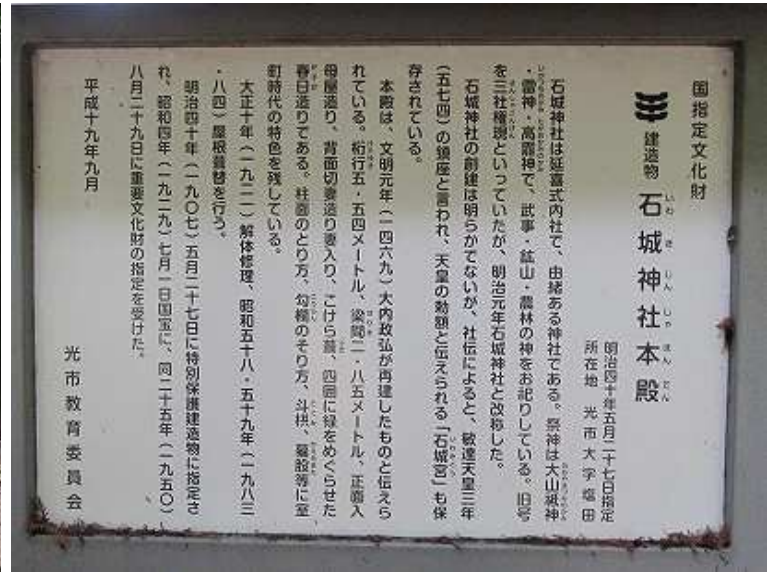 国指定文化財
建造物 石城神社本殿
いわ き じん じゃ ほん でん
明治四十年五月二十七日指定
所在地 光市大字塩田
石城神社は延喜式内社で、由緒ある神社である。祭神は大山祇神
・雷神・高龗神で、武事・鉱山・農林の神をお祀りしている。旧号
を三社権現といっていたが、明治元年石城神社と改称した。
石城神社の創建は明らかでないが、社伝によると、敏達天皇三年
(五七四)の鎮座と言われ、天皇の勅額と伝えられる「石城宮」も保
存されている。
本殿は、文明元年(一四六九)大内政弘が再建したものと伝えら
れている。桁行五・五四メートル、梁間二・八五メートル、正面入
母屋造り、背面切妻造り妻入り、こけら葺、四囲に縁をめぐらせた
春日造りである。柱面のとり方、勾欄のそり方、斗栱、蟇股等に室
町時代の特色を残している。
大正十年(一九二一)解体修理、昭和五十八・五十九年(一九八三
・八四)屋根葺替を行う。
明治四十年(一九〇七)五月二十七日に特別保護建造物に指定さ
れ、昭和四年(一九二九)七月一日国宝に、同二十五年(一九五〇)
八月二十九日に重要文化財の指定を受けた。
平成十九年九月
光市教育委員会